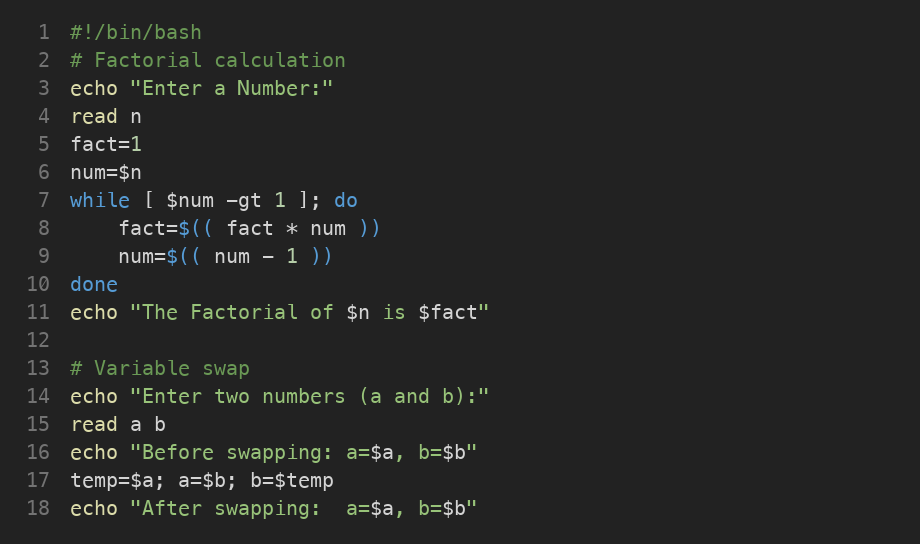 1 #!/bin/bash
2 # Factorial calculation
3 echo "Enter a Number:"
4 read n
5 fact=1
6 num=$n
7 while [ $num -gt 1 ]; do
8     fact=$(( fact * num ))
9     num=$(( num - 1 ))
10 done
11 echo "The Factorial of $n is $fact"
12
13 # Variable swap
14 echo "Enter two numbers (a and b):"
15 read a b
16 echo "Before swapping: a=$a, b=$b"
17 temp=$a; a=$b; b=$temp
18 echo "After swapping:  a=$a, b=$b"